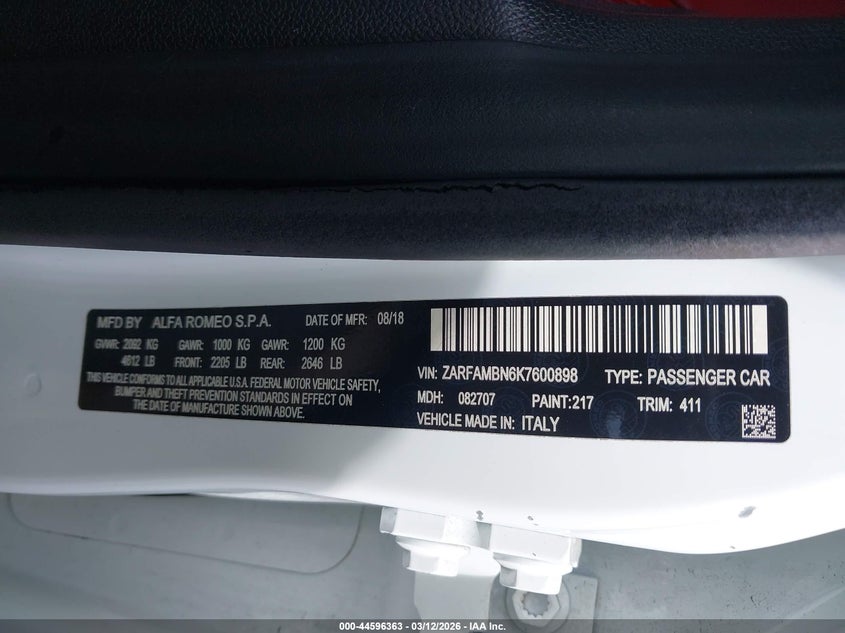 MFD BY ALFA ROMEO S.P.A. DATE OF MFR: 08/18
GVWR: 2092 KG GAWR: 1000 KG GAWR: 1200 KG
4612 LB FRONT: 2205 LB REAR: 2646 LB
THIS VEHICLE CONFORMS TO ALL APPLICABLE U.S.A. FEDERAL MOTOR VEHICLE SAFETY,
BUMPER AND THEFT PREVENTION STANDARDS IN EFFECT ON
THE DATE OF MANUFACTURE SHOWN ABOVE.
VIN: ZARFAMBN6K7600898 TYPE: PASSENGER CAR
MDH: 082707 PAINT:217 TRIM: 411
VEHICLE MADE IN: ITALY
000-44596363 - 03/12/2026 - IAA Inc.